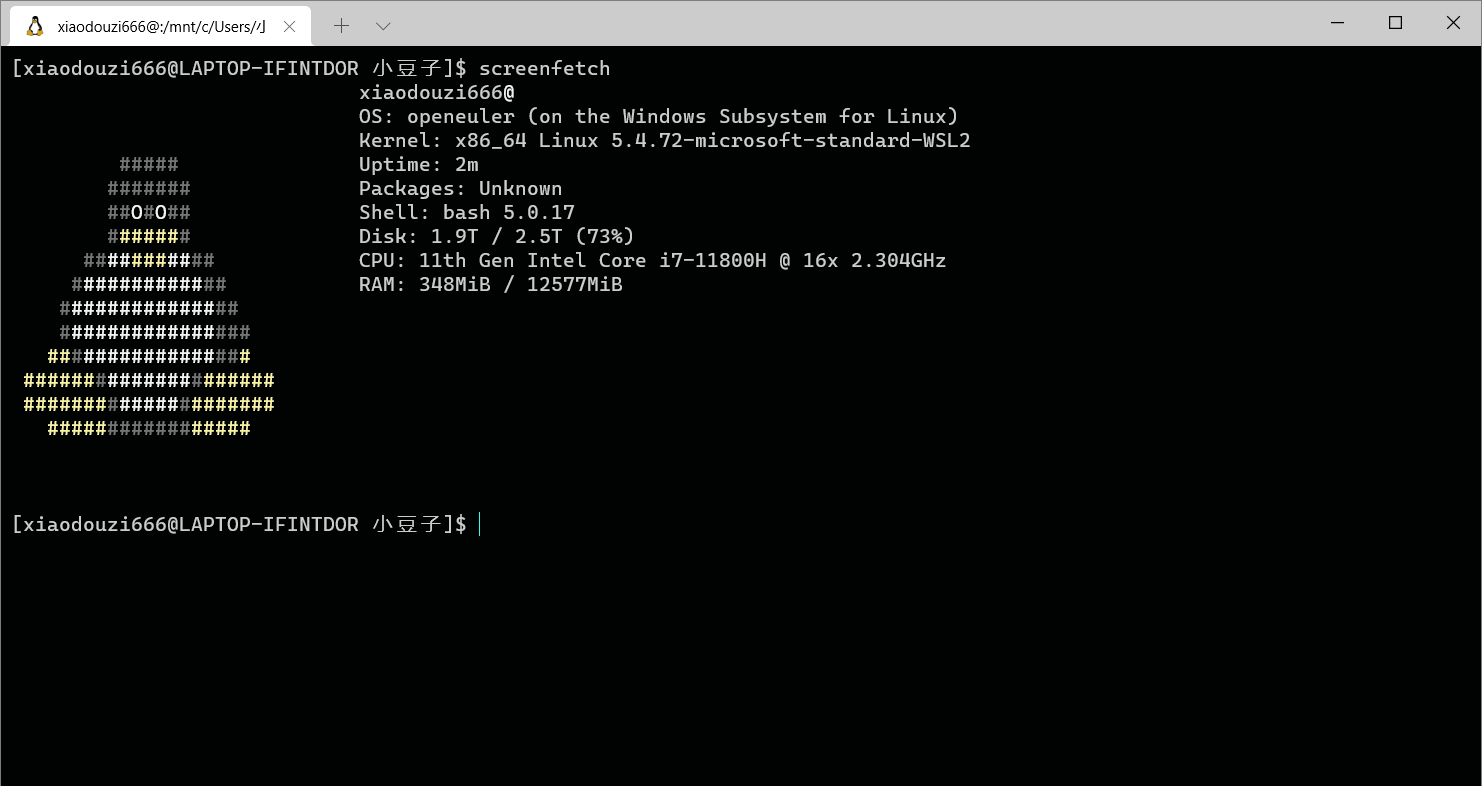 xiaodouzi666@:/mnt/c/Users/小
[xiaodouzi666@LAPTOP-IFINTDOR 小豆子]$ screenfetch
xiaodouzi666@
OS: openeuler (on the Windows Subsystem for Linux)
Kernel: x86_64 Linux 5.4.72-microsoft-standard-WSL2
##### Uptime: 2m
####### Packages: Unknown
##O#O## Shell: bash 5.0.17
####### Disk: 1.9T / 2.5T (73%)
########### CPU: 11th Gen Intel Core i7-11800H @ 16x 2.304GHz
############# RAM: 348MiB / 12577MiB
###############
################
#################
#####################
#####################
#################
[xiaodouzi666@LAPTOP-IFINTDOR 小豆子]$